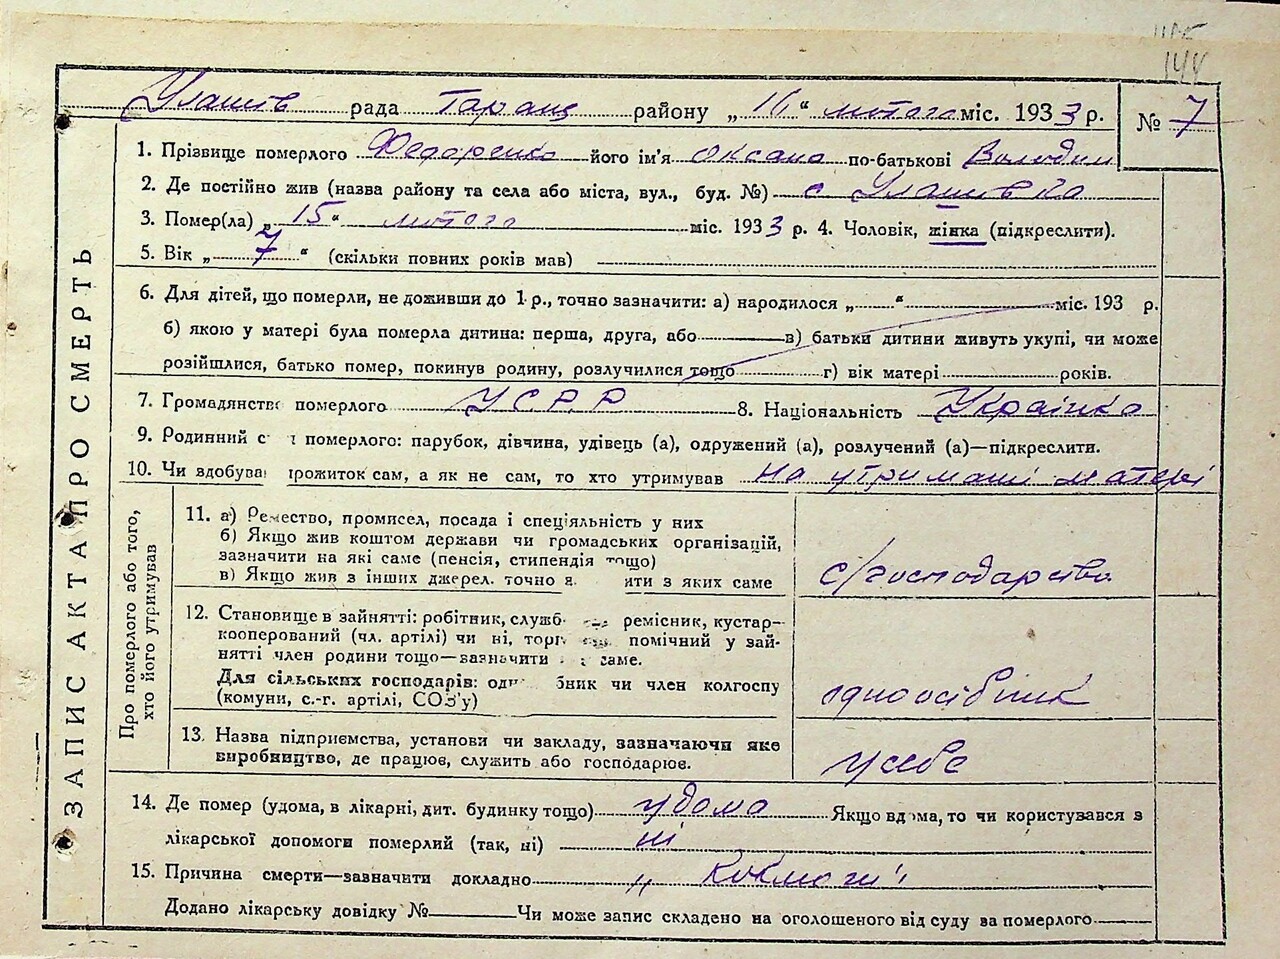 144
Улашів рада Таращ району „16“ лютого міс. 1933 р. № 7
ЗАПИС АКТА ПРО СМЕРТЬ
1. Прізвище померлого Федоренко його ім'я Оксана по-батькові Володим
2. Де постійно жив (назва району та села або міста, вул., буд. №) с Улашівка
3. Помер(ла) „15“ лютого міс. 1933 р. 4. Чоловік, жінка (підкреслити).
5. Вік „7“ (скільки повних років мав)
6. Для дітей, що померли, не доживши до 1 р., точно зазначити: а) народилося „ “ міс. 193 р.
б) якою у матері була померла дитина: перша, друга, або в) батьки дитини живуть укупі, чи може
розійшлися, батько помер, покинув родину, розлучилися тощо г) вік матері років.
7. Громадянство померлого УСРР 8. Національність Українка
9. Родинний с і померлого: парубок, дівчина, удівець (а), одружений (а), розлучений (а)—підкреслити.
10. Чи здобува прожиток сам, а як не сам, то хто утримував на утриманні матері
Про померлого або того,
хто його утримував
11. а) Ремество, промисел, посада і спеціяльність у них
б) Якщо жив коштом держави чи громадських організацій,
зазначити на які саме (пенсія, стипендія тощо)
в) Якщо жив з інших джерел, точно з ити з яких саме
с/господарство
12. Становище в зайнятті: робітник, служб ремісник, кустар-
кооперований (чл. артілі) чи ні, торг помічний у зай-
нятті член родини тощо—зазначити саме.
Для сільських господарів: од бник чи член колгоспу
(комуни, с.-г. артілі, СОЗ'у)
одноосібник
13. Назва підприємства, установи чи закладу, зазначаючи яке
виробництво, де працює, служить або господарює.
у себе
14. Де помер (удома, в лікарні, дит. будинку тощо) удома Якщо вдома, то чи користувався з
лікарської допомоги померлий (так, ні) ні
15. Причина смерти—зазначити докладно
Додано лікарську довідку № Чи може запис складено на оголошеного від суду за померлого